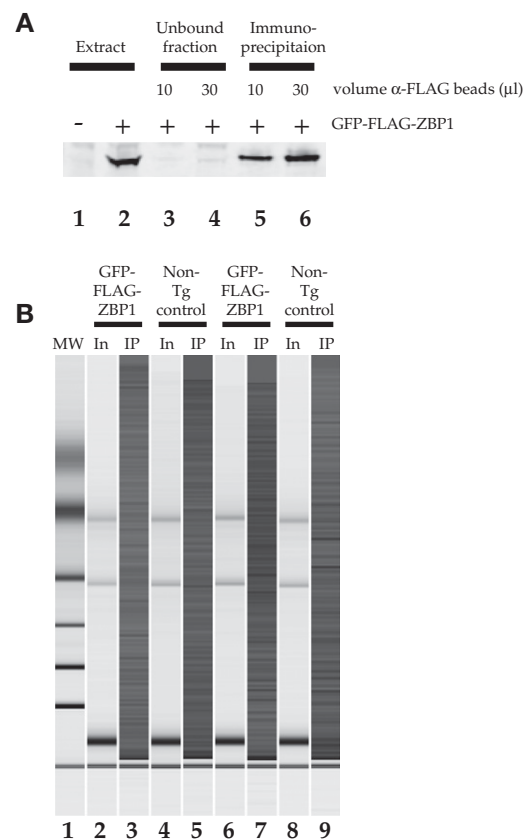 A
Extract
Unbound
fraction
Immuno-
precipitaion
10 30 10 30 volume α-FLAG beads (μl)
- + + + + + GFP-FLAG-ZBP1
1 2 3 4 5 6
B
GFP-
FLAG-
ZBP1
Non-
Tg
control
GFP-
FLAG-
ZBP1
Non-
Tg
control
MW In IP In IP In IP In IP
1 2 3 4 5 6 7 8 9